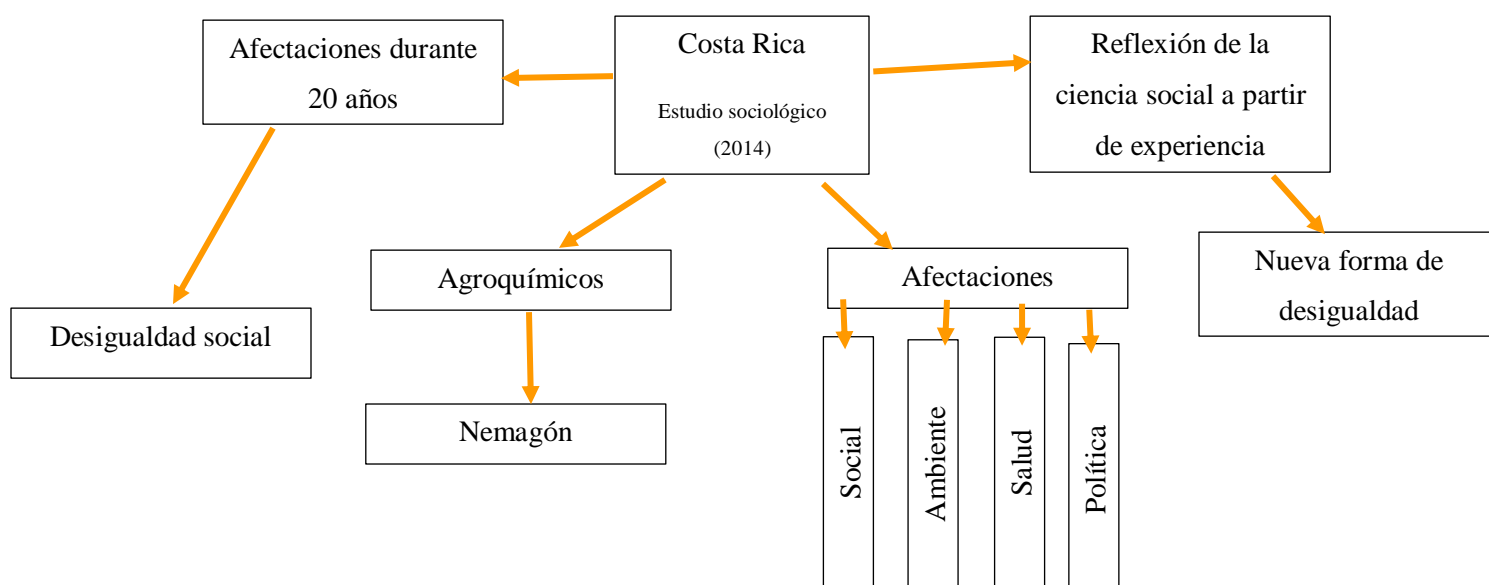 Afectaciones durante
20 años
Costa Rica
Estudio sociológico
(2014)
Reflexión de la
ciencia social a partir
de experiencia
Agroquímicos
Afectaciones
Nueva forma de
desigualdad
Desigualdad social
Nemagón
Social
Ambiente
Salud
Política